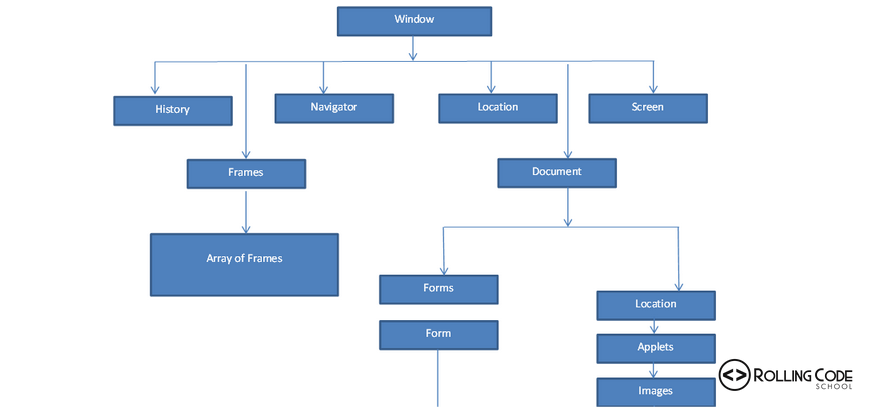 Window
History
Navigator
Location
Screen
Frames
Document
Array of Frames
Forms
Location
Form
Applets
Images
<> ROLLING CODE
SCHOOL